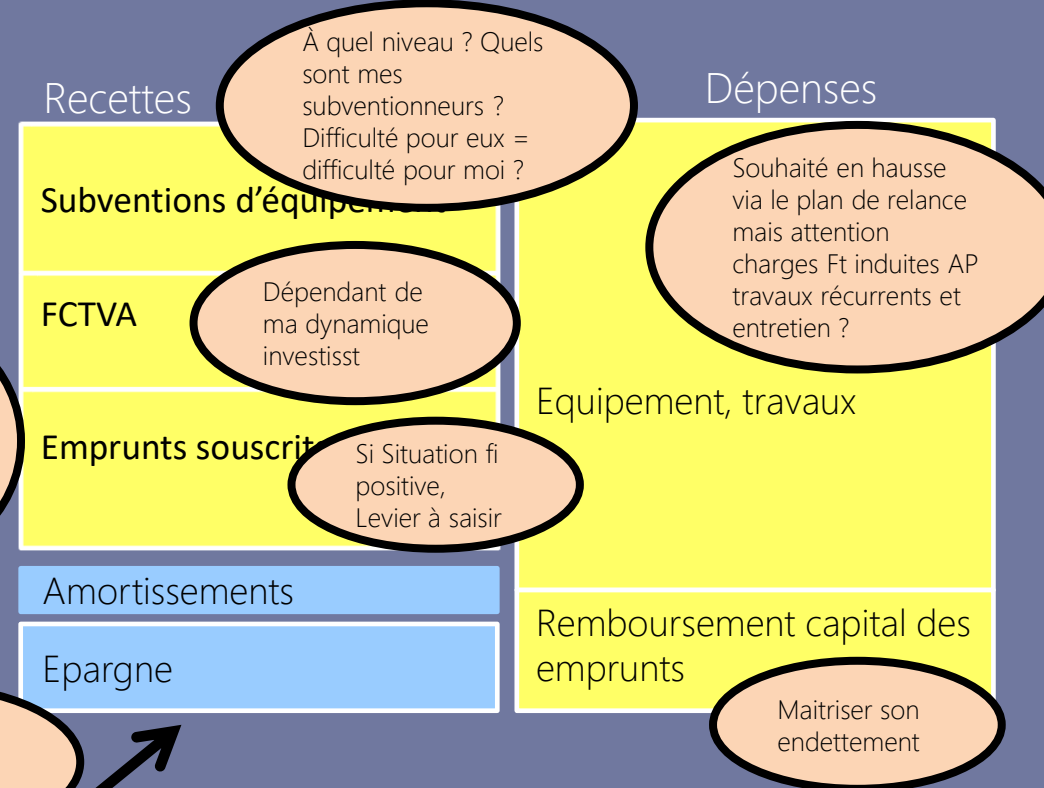 Recettes
À quel niveau ? Quels
sont mes
subventionneurs ?
Difficulté pour eux =
difficulté pour moi ?
Subventions d'équipement
FCTVA
Dépendant de
ma dynamique
investisst
Emprunts souscrits
Si Situation fi
positive,
Levier à saisir
Amortissements
Epargne
Dépenses
Souhaité en hausse
via le plan de relance
mais attention
charges Ft induites AP
travaux récurrents et
entretien ?
Equipement, travaux
Remboursement capital des
emprunts
Maitriser son
endettement